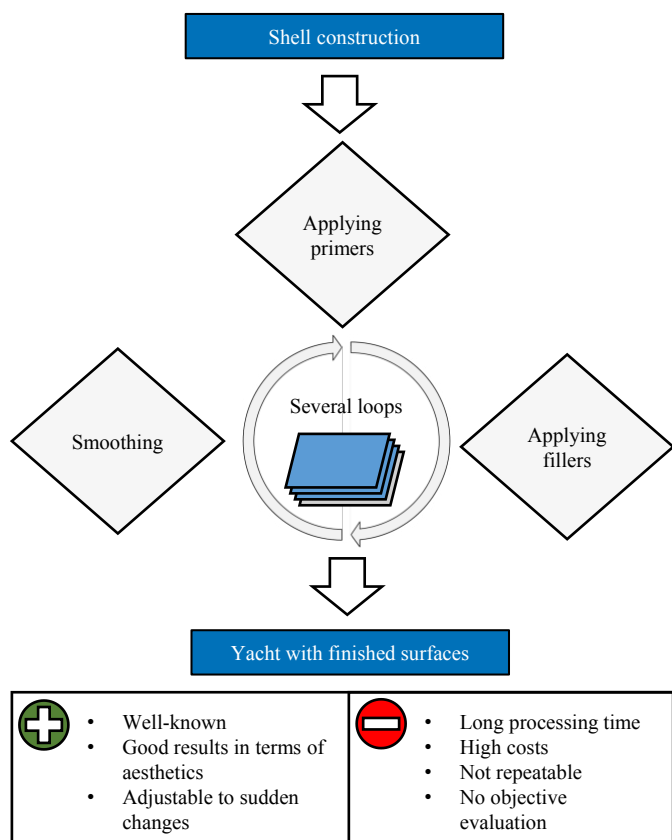 Shell construction
Applying
primers
Several loops
Smoothing
Applying
fillers
Yacht with finished surfaces
• Well-known
• Good results in terms of
aesthetics
• Adjustable to sudden
changes
• Long processing time
• High costs
• Not repeatable
• No objective
evaluation